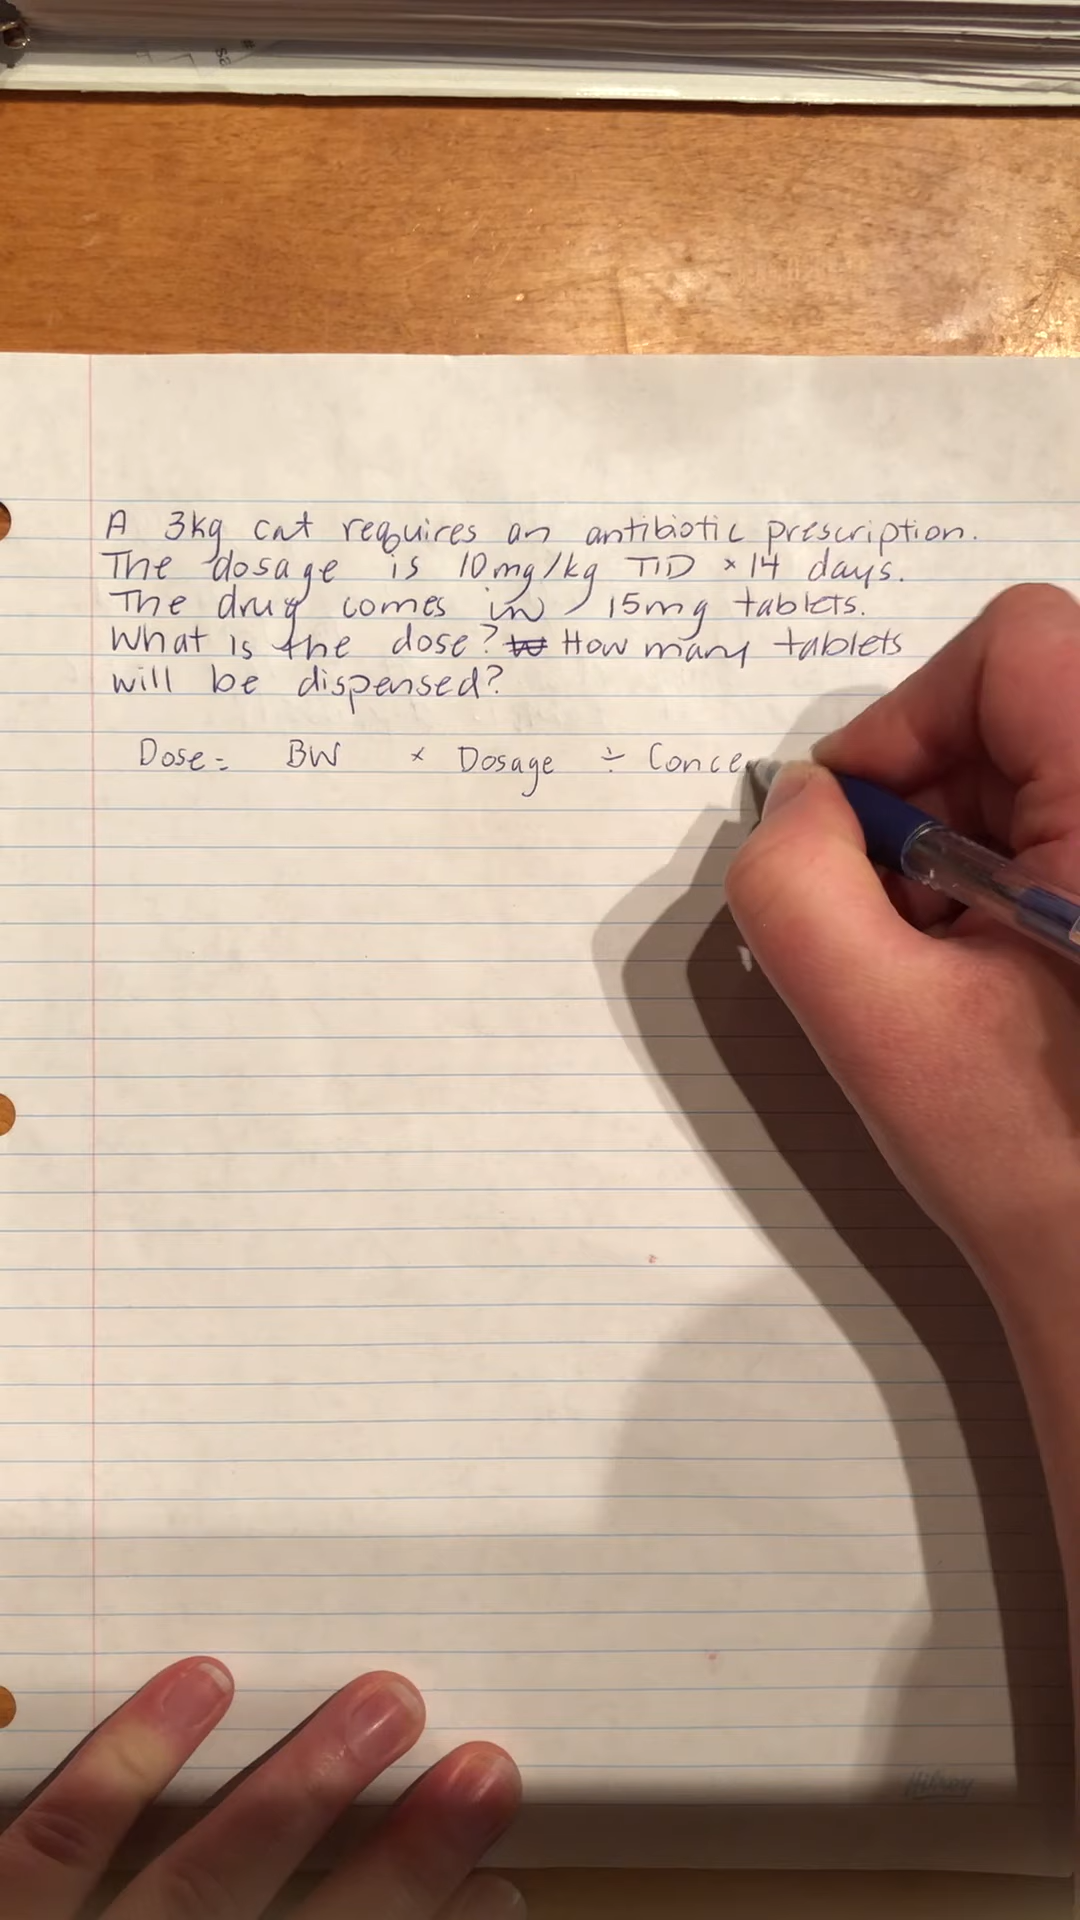 A 3kg cat requires an antibiotic prescription.
The dosage is 10mg/kg TID × 14 days.
The drug comes in 15mg tablets.
What is the dose? How many tablets
will be dispensed?
Dose = BW × Dosage ÷ Conce
Hilroy